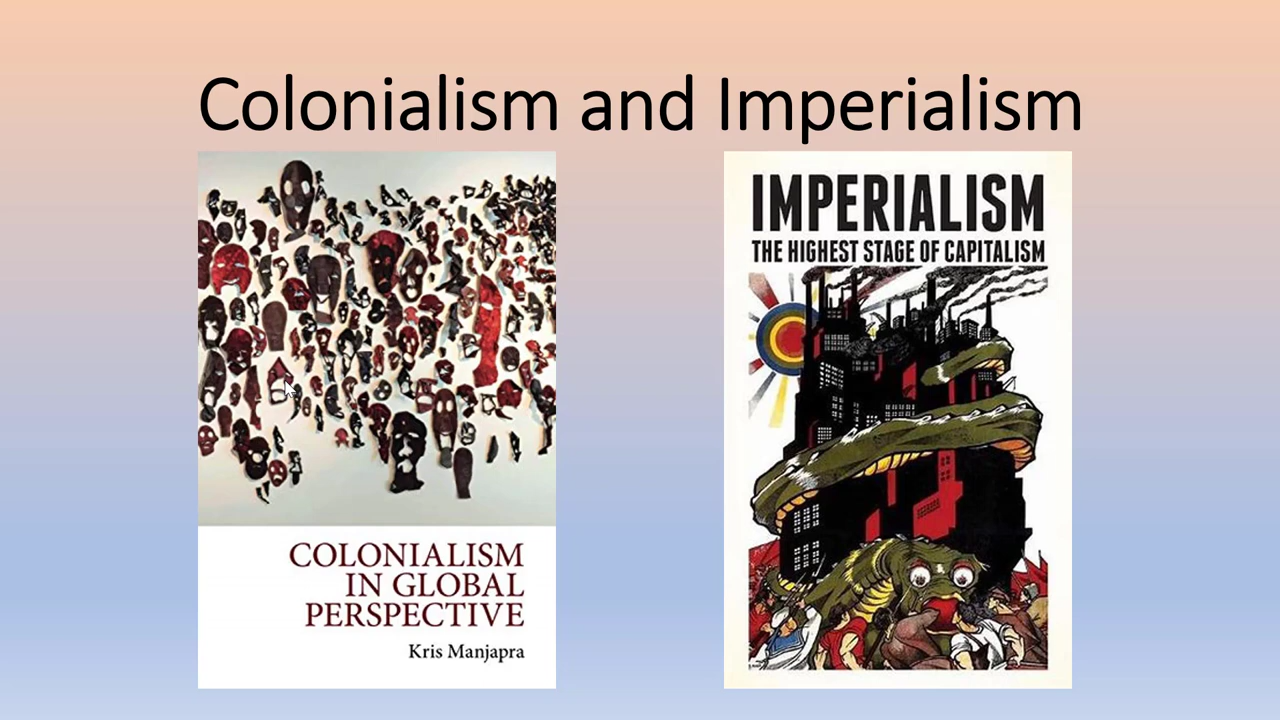 Colonialism and Imperialism
COLONIALISM
IN GLOBAL
PERSPECTIVE
Kris Manjapra
IMPERIALISM
THE HIGHEST STAGE OF CAPITALISM